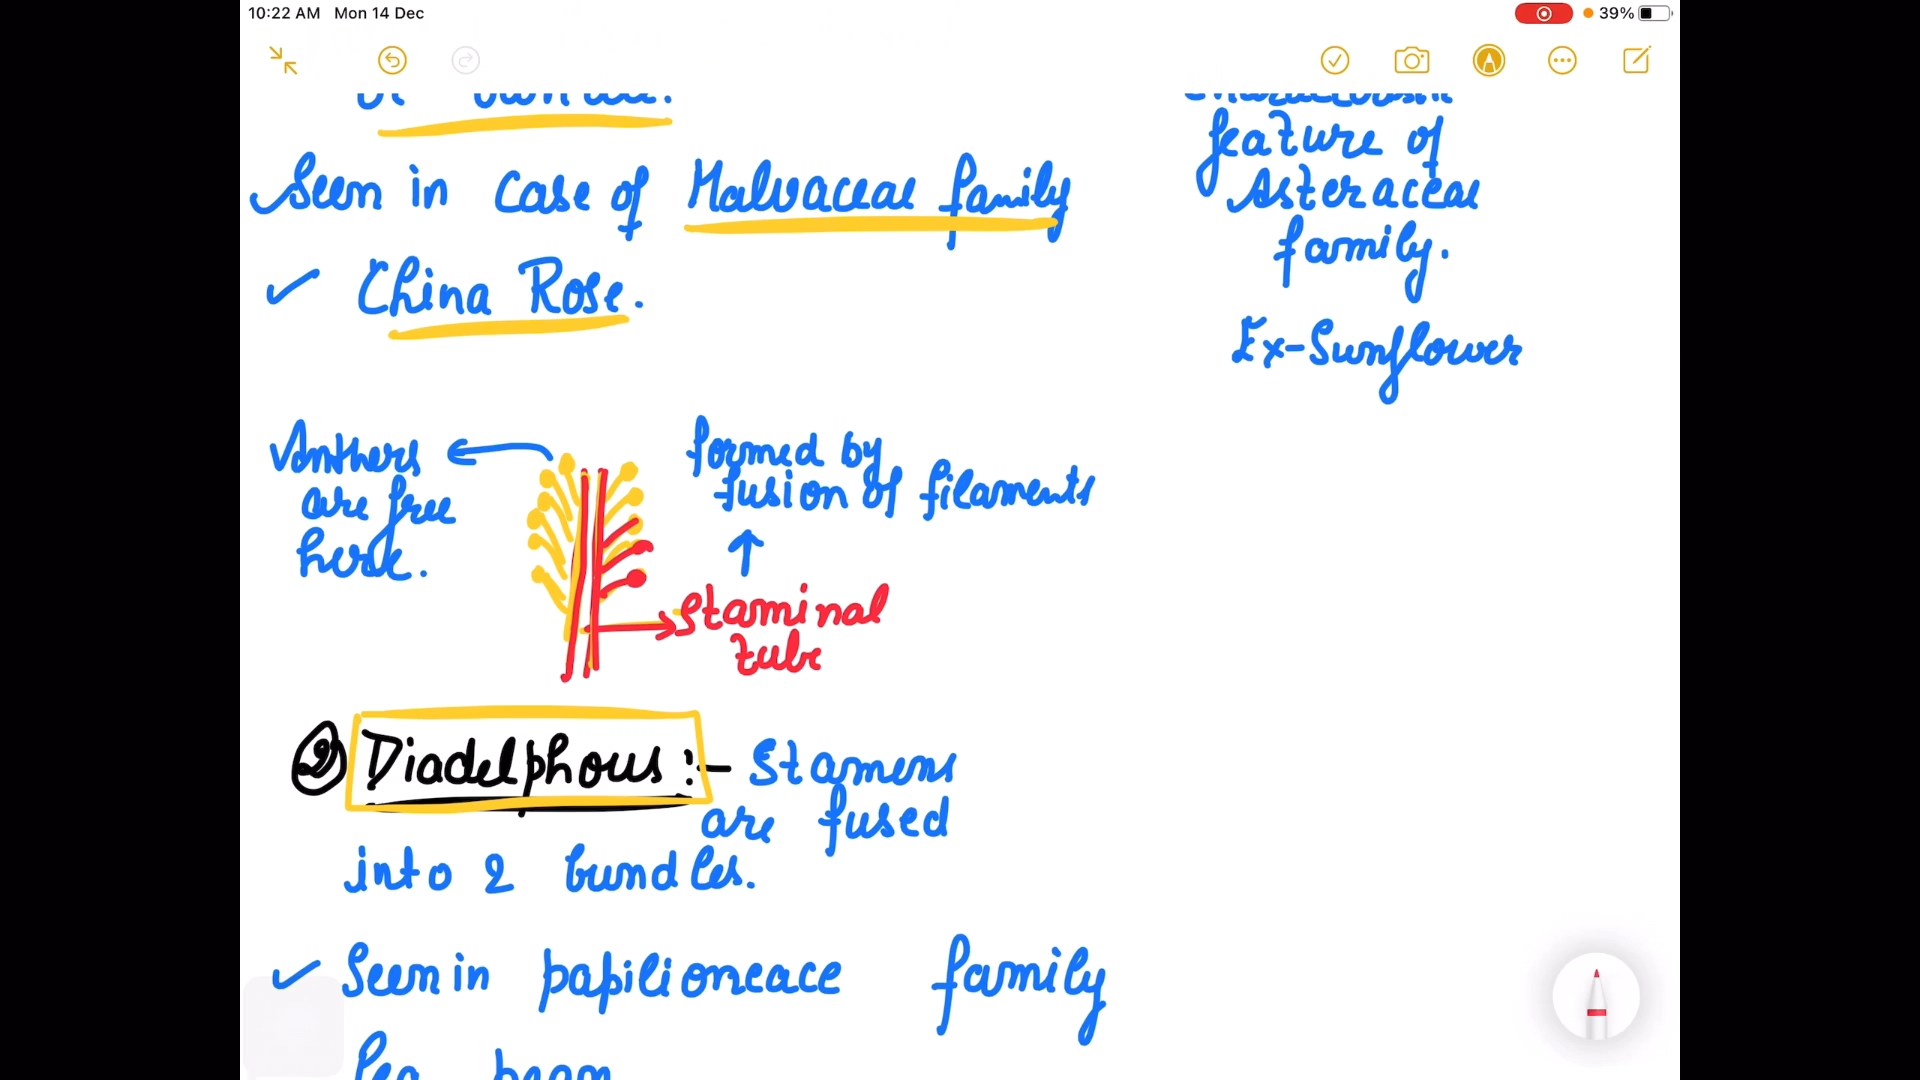 10:22 AM Mon 14 Dec
39%
Seen in case of Malvaceae family
China Rose.
feature of
Asteraceae
family.
Ex-Sunflower
Anthers
are free
here.
formed by
fusion of filaments
Staminal
tube
② Diadelphous :- Stamens
are fused
into 2 bundles.
Seen in papilioneace family